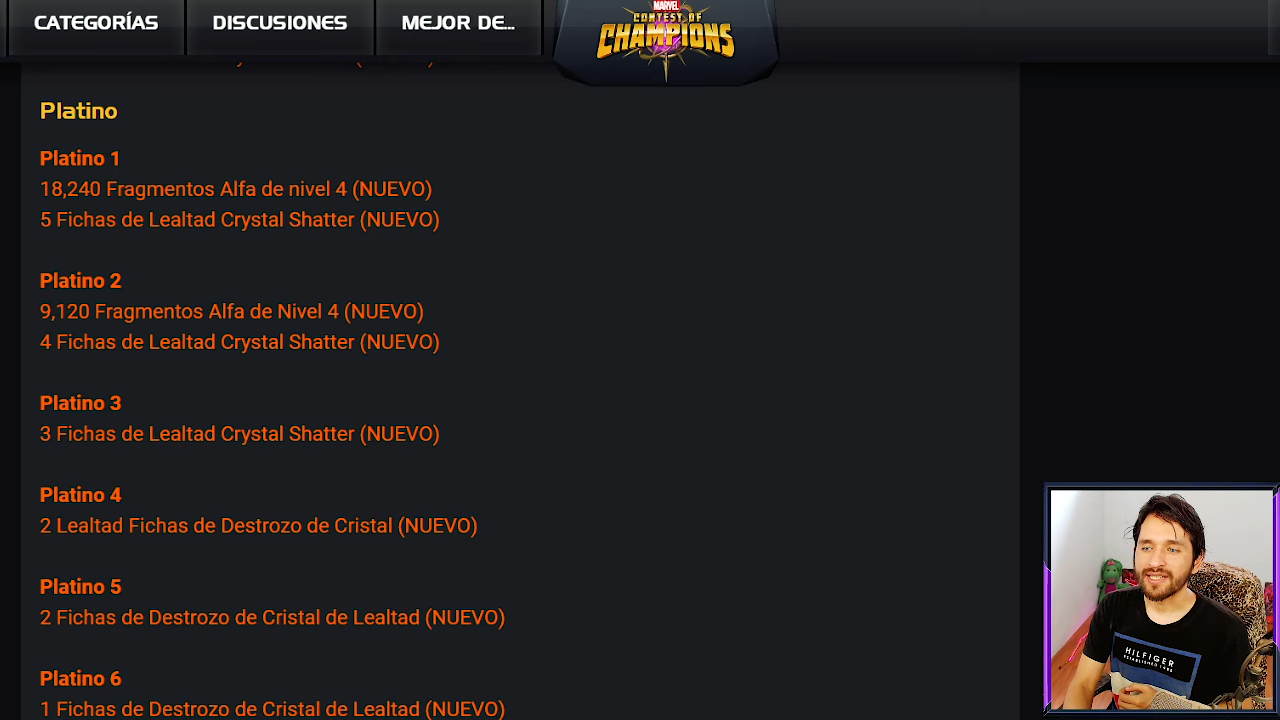 CATEGORÍAS
DISCUSIONES
MEJOR DE...
MARVEL
CONTEST OF
CHAMPIONS
Platino
Platino 1
18,240 Fragmentos Alfa de nivel 4 (NUEVO)
5 Fichas de Lealtad Crystal Shatter (NUEVO)
Platino 2
9,120 Fragmentos Alfa de Nivel 4 (NUEVO)
4 Fichas de Lealtad Crystal Shatter (NUEVO)
Platino 3
3 Fichas de Lealtad Crystal Shatter (NUEVO)
Platino 4
2 Lealtad Fichas de Destrozo de Cristal (NUEVO)
Platino 5
2 Fichas de Destrozo de Cristal de Lealtad (NUEVO)
Platino 6
1 Fichas de Destrozo de Cristal de Lealtad (NUEVO)
HILFIGER